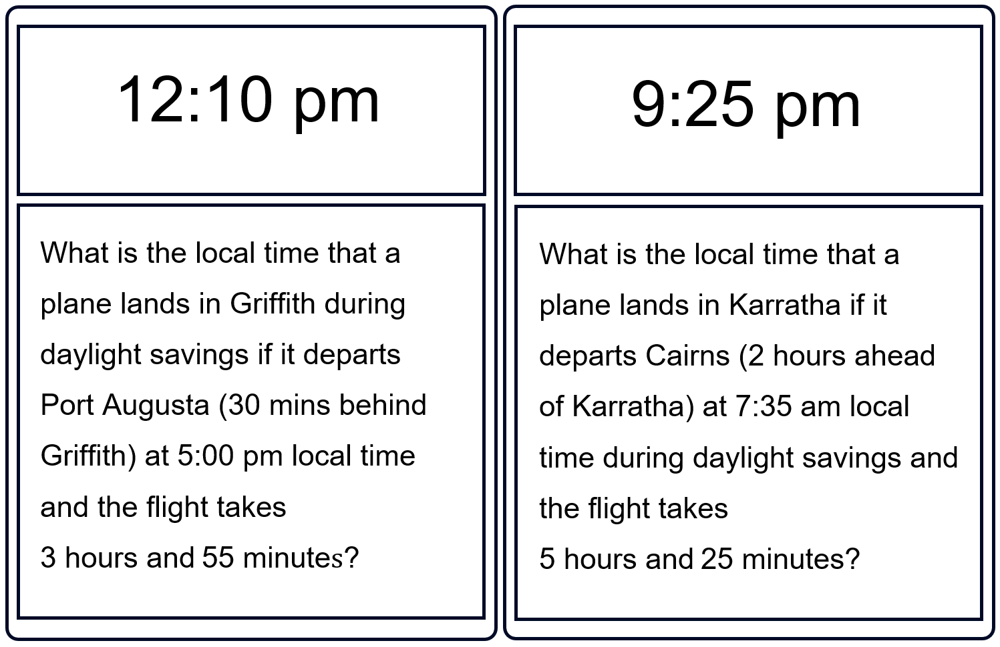 12:10 pm
What is the local time that a
plane lands in Griffith during
daylight savings if it departs
Port Augusta (30 mins behind
Griffith) at 5:00 pm local time
and the flight takes
3 hours and 55 minutes?
9:25 pm
What is the local time that a
plane lands in Karratha if it
departs Cairns (2 hours ahead
of Karratha) at 7:35 am local
time during daylight savings and
the flight takes
5 hours and 25 minutes?